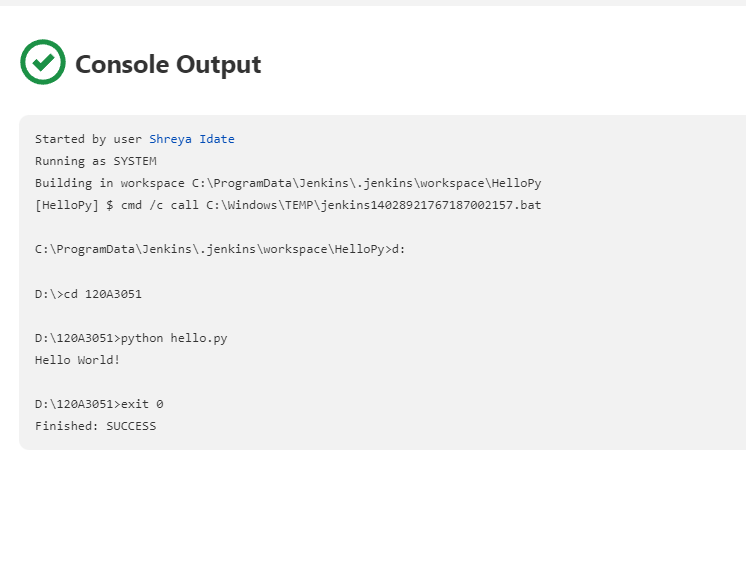 Console Output
Started by user Shreya Idate
Running as SYSTEM
Building in workspace C:\ProgramData\Jenkins\.jenkins\workspace\HelloPy
[HelloPy] $ cmd /c call C:\Windows\TEMP\jenkins14028921767187002157.bat
C:\ProgramData\Jenkins\.jenkins\workspace\HelloPy>d:
D:\>cd 120A3051
D:\120A3051>python hello.py
Hello World!
D:\120A3051>exit 0
Finished: SUCCESS